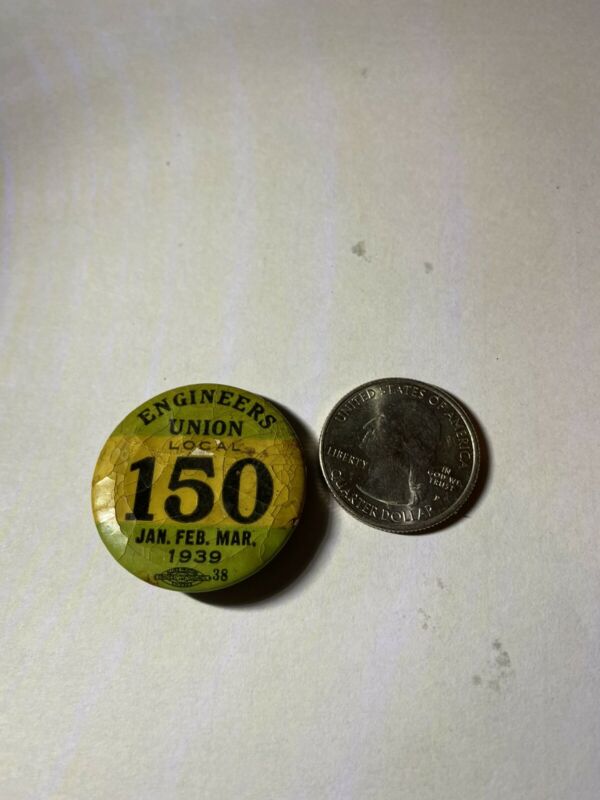 ENGINEERS
UNION
LOCAL
150
JAN. FEB. MAR.
1939
38
UNITED STATES OF AMERICA
LIBERTY
IN
GOD WE
TRUST
P
QUARTER DOLLAR